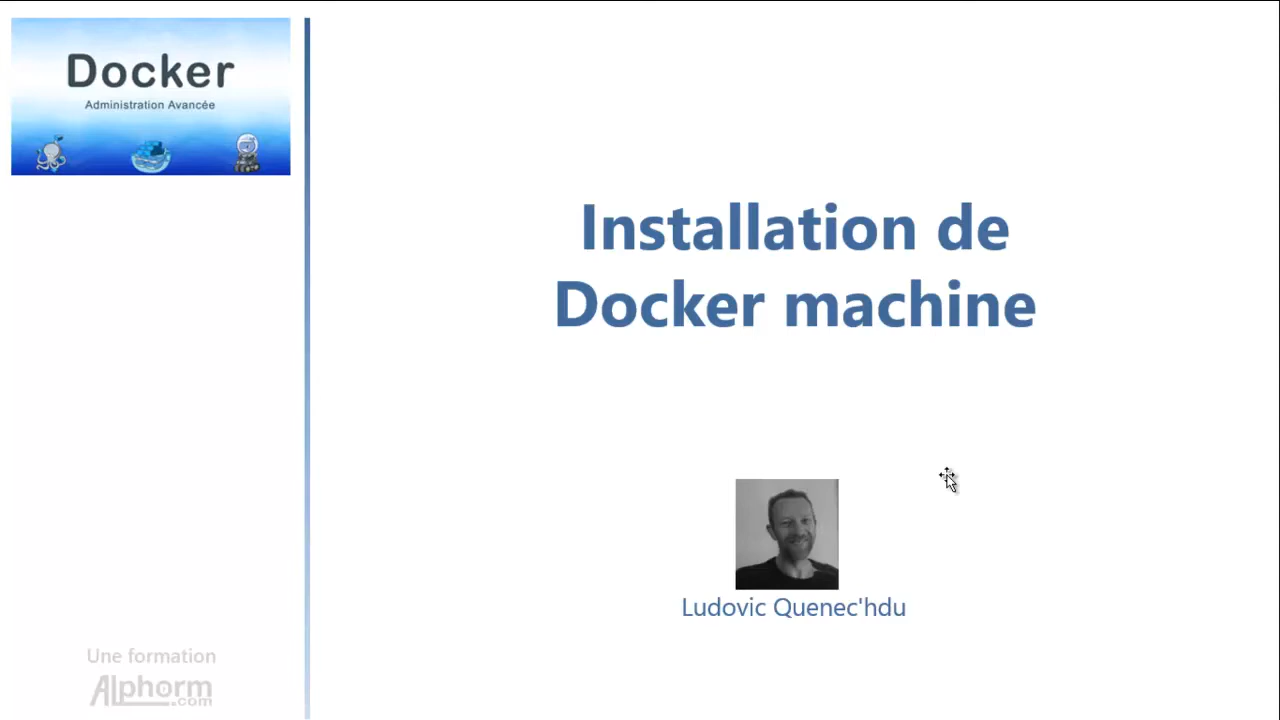 Docker
Administration Avancée
Installation de
Docker machine
Ludovic Quenec'hdu
Une formation
Alphorm
.com